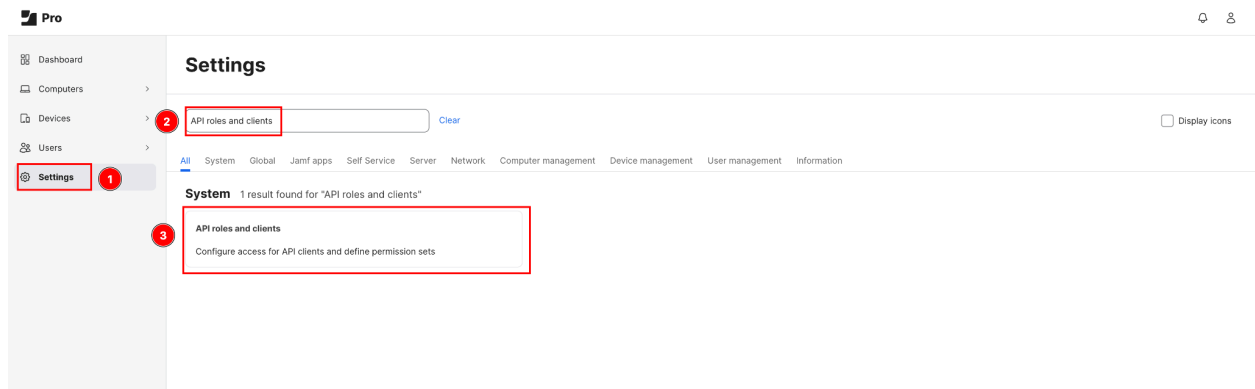 Pro
Dashboard
Computers
Devices
Users
Settings
1
Settings
2
API roles and clients
Clear
Display icons
All System Global Jamf apps Self Service Server Network Computer management Device management User management Information
System 1 result found for "API roles and clients"
3
API roles and clients
Configure access for API clients and define permission sets